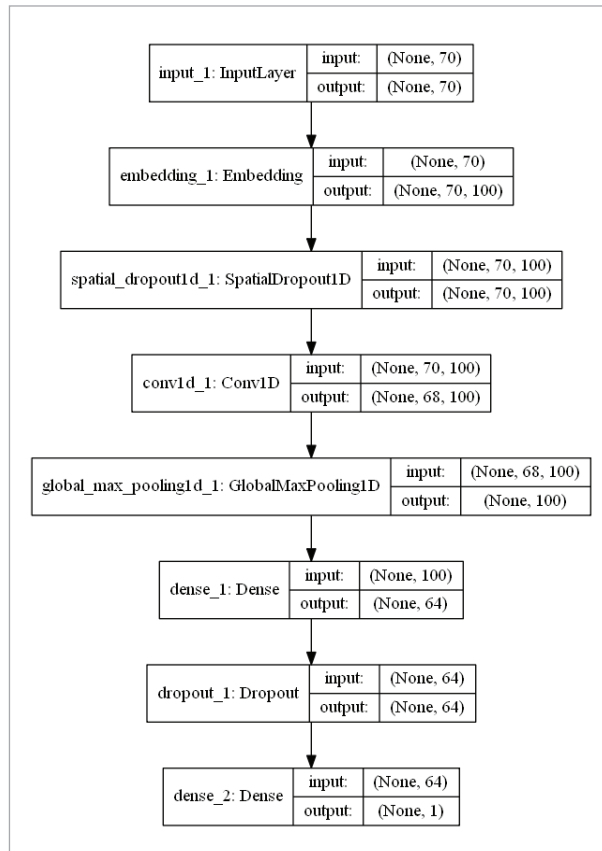 input_1: InputLayer
input: (None, 70)
output: (None, 70)
embedding_1: Embedding
input: (None, 70)
output: (None, 70, 100)
spatial_dropout1d_1: SpatialDropout1D
input: (None, 70, 100)
output: (None, 70, 100)
conv1d_1: Conv1D
input: (None, 70, 100)
output: (None, 68, 100)
global_max_pooling1d_1: GlobalMaxPooling1D
input: (None, 68, 100)
output: (None, 100)
dense_1: Dense
input: (None, 100)
output: (None, 64)
dropout_1: Dropout
input: (None, 64)
output: (None, 64)
dense_2: Dense
input: (None, 64)
output: (None, 1)